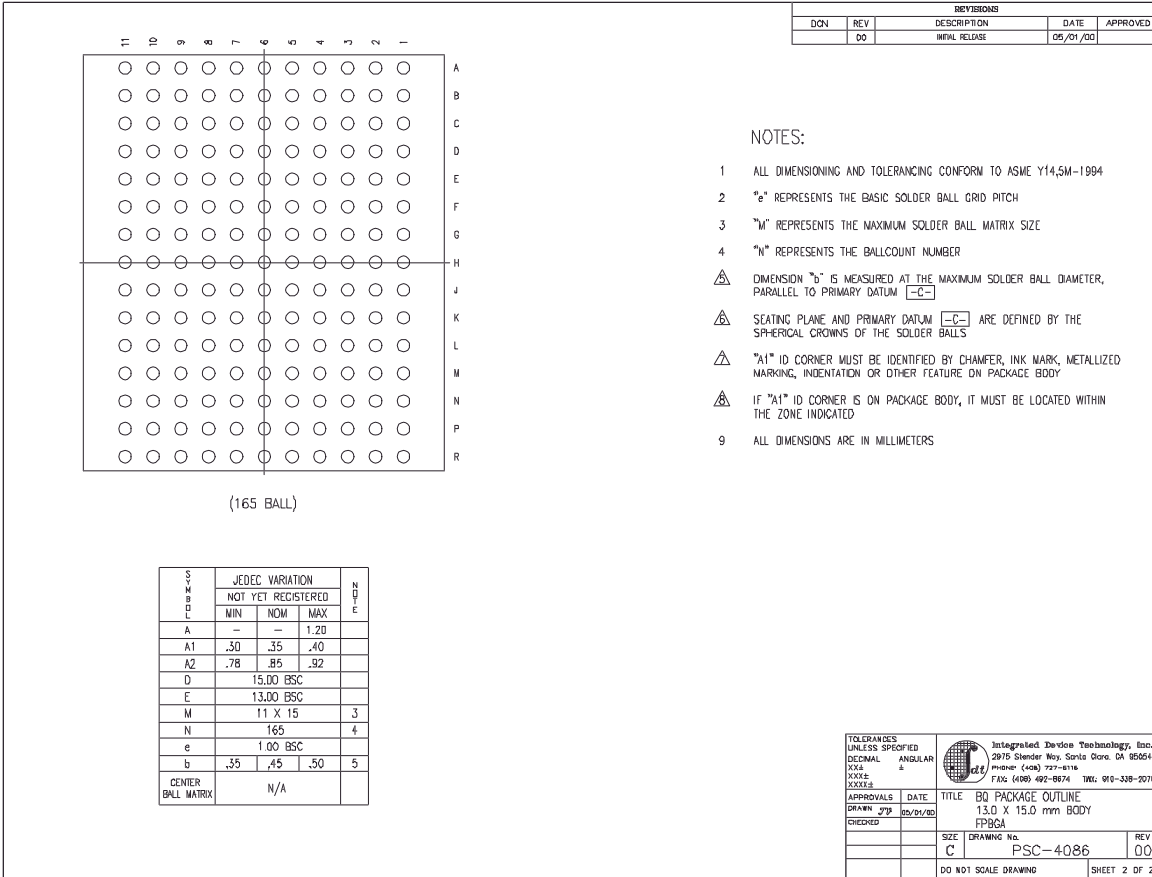 REVISIONS
DCN REV DESCRIPTION DATE APPROVED
00 INITIAL RELEASE 05/01/00
11 10 9 8 7 6 5 4 3 2 1
A
B
C
D
E
F
G
H
J
K
L
M
N
P
R
(165 BALL)
NOTES:
1 ALL DIMENSIONING AND TOLERANCING CONFORM TO ASME Y14,5M-1994
2 "e" REPRESENTS THE BASIC SOLDER BALL GRID PITCH
3 "M" REPRESENTS THE MAXIMUM SOLDER BALL MATRIX SIZE
4 "N" REPRESENTS THE BALLCOUNT NUMBER
5 DIMENSION "b" IS MEASURED AT THE MAXIMUM SOLDER BALL DIAMETER,
PARALLEL TO PRIMARY DATUM -C-
6 SEATING PLANE AND PRIMARY DATUM -C- ARE DEFINED BY THE
SPHERICAL CROWNS OF THE SOLDER BALLS
7 "A1" ID CORNER MUST BE IDENTIFIED BY CHAMFER, INK MARK, METALLIZED
MARKING, INDENTATION OR OTHER FEATURE ON PACKAGE BODY
8 IF "A1" ID CORNER IS ON PACKAGE BODY, IT MUST BE LOCATED WITHIN
THE ZONE INDICATED
9 ALL DIMENSIONS ARE IN MILLIMETERS
SYMBOL JEDEC VARIATION NOTE
NOT YET REGISTERED
MIN NOM MAX
A – – 1.20
A1 .30 .35 .40
A2 .78 .85 .92
D 15.00 BSC
E 13.00 BSC
M 11 X 15 3
N 165 4
e 1.00 BSC
b .35 .45 .50 5
CENTER
BALL MATRIX N/A
TOLERANCES
UNLESS SPECIFIED
DECIMAL ANGULAR
XX± ±
XXX±
XXXX±
idt
Integrated Device Technology, Inc.
2975 Stender Way, Santa Clara, CA 95054
PHONE: (408) 727-6116
FAX: (408) 492-8674 TWX: 910-338-2070
APPROVALS DATE
DRAWN 05/01/00
CHECKED
TITLE BQ PACKAGE OUTLINE
13.0 X 15.0 mm BODY
FPBGA
SIZE DRAWING No. REV
C PSC-4086 00
DO NOT SCALE DRAWING SHEET 2 OF 2